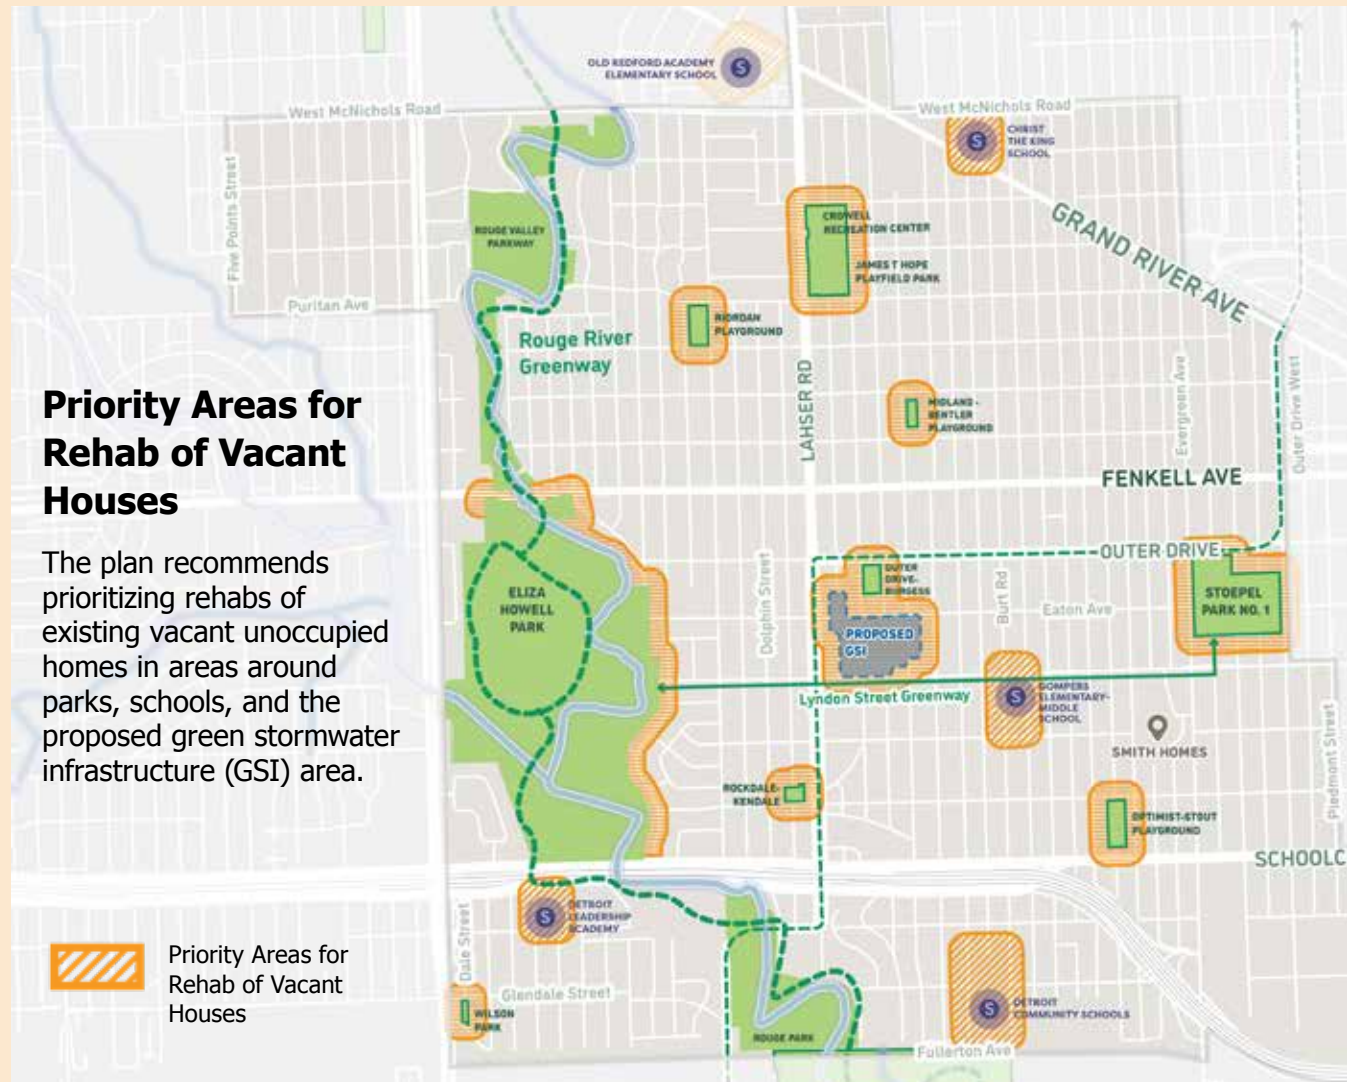 OLD REDFORD ACADEMY
ELEMENTARY SCHOOL
S
West McNichols Road
West McNichols Road
CHRIST
THE KING
SCHOOL
S
Five Points Street
ROUGE VALLEY
PARKWAY
CROWELL
RECREATION CENTER
JAMES T HOPE
PLAYFIELD PARK
GRAND RIVER AVE
Puritan Ave
RIORDAN
PLAYGROUND
Rouge River
Greenway
LAHSER RD
MIDLAND -
BENTLER
PLAYGROUND
Evergreen Ave
Outer Drive West
Priority Areas for
Rehab of Vacant
Houses
FENKELL AVE
The plan recommends
prioritizing rehabs of
existing vacant unoccupied
homes in areas around
parks, schools, and the
proposed green stormwater
infrastructure (GSI) area.
ELIZA
HOWELL
PARK
Dolphin Street
OUTER
DRIVE-
BURGESS
PROPOSED
GSI
OUTER DRIVE
Burt Rd
Eaton Ave
STOEPEL
PARK NO. 1
Lyndon Street Greenway
S
GOMPERS
ELEMENTARY-
MIDDLE
SCHOOL
SMITH HOMES
Piedmont Street
ROCKDALE-
KENDALE
OPTIMIST-STOUT
PLAYGROUND
SCHOOLC
S
DETROIT
LEADERSHIP
ACADEMY
Dale Street
Glendale Street
WILSON
PARK
ROUGE PARK
S
DETROIT
COMMUNITY SCHOOLS
Fullerton Ave
Priority Areas for
Rehab of Vacant
Houses